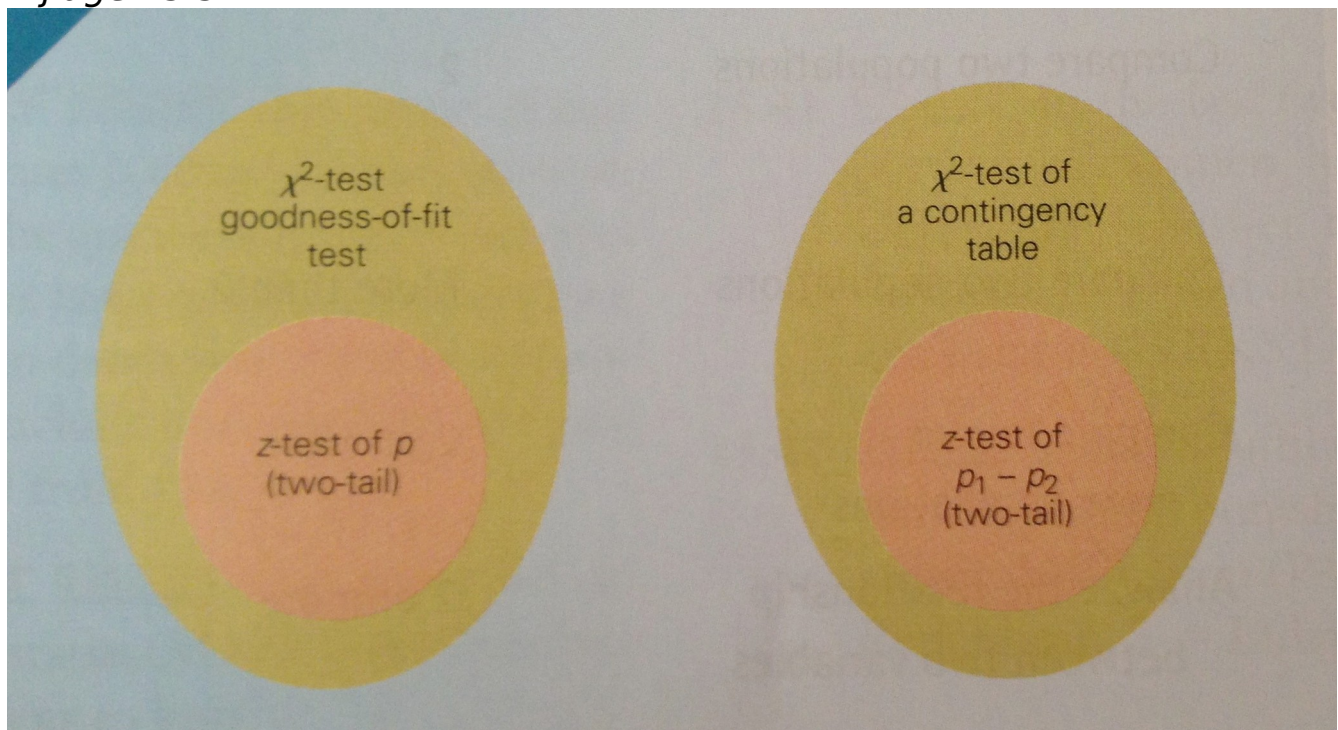 χ²-test
goodness-of-fit
test
z-test of p
(two-tail)
χ²-test of
a contingency
table
z-test of
p₁ – p₂
(two-tail)